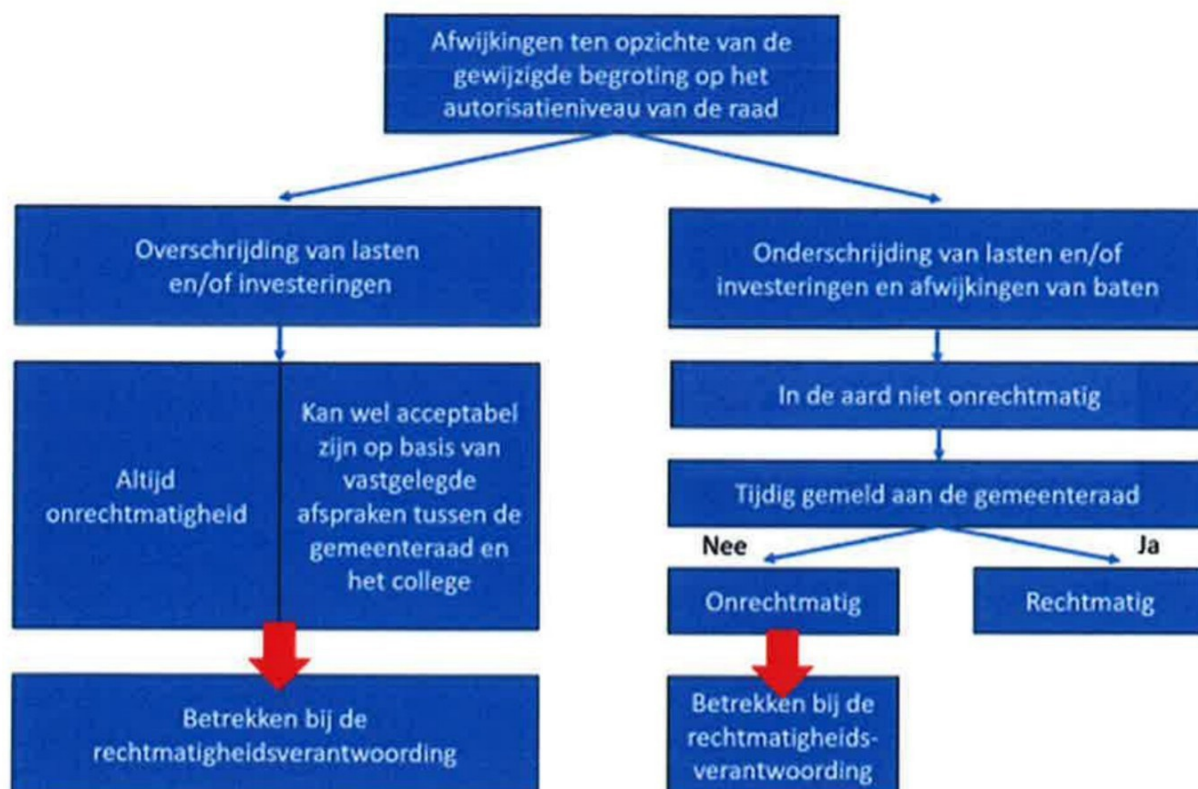 Afwijkingen ten opzichte van de
gewijzigde begroting op het
autorisatieniveau van de raad
Overschrijding van lasten
en/of investeringen
Onderschrijding van lasten en/of
investeringen en afwijkingen van baten
Altijd
onrechtmatigheid
Kan wel acceptabel
zijn op basis van
vastgelegde
afspraken tussen de
gemeenteraad en
het college
In de aard niet onrechtmatig
Tijdig gemeld aan de gemeenteraad
Nee
Ja
Onrechtmatig
Rechtmatig
Betrekken bij de
rechtmatigheidsverantwoording
Betrekken bij de
rechtmatigheids-
verantwoording